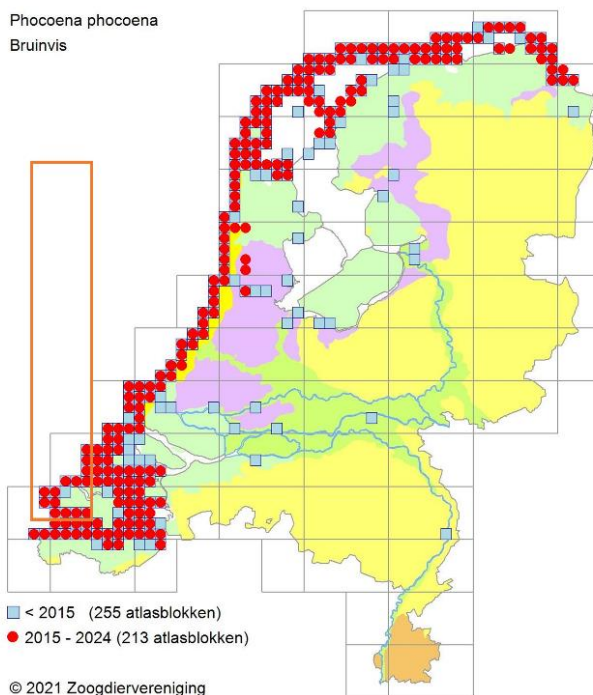 Phocoena phocoena
Bruinvis
< 2015 (255 atlasblokken)
2015 - 2024 (213 atlasblokken)
© 2021 Zoogdiervereniging